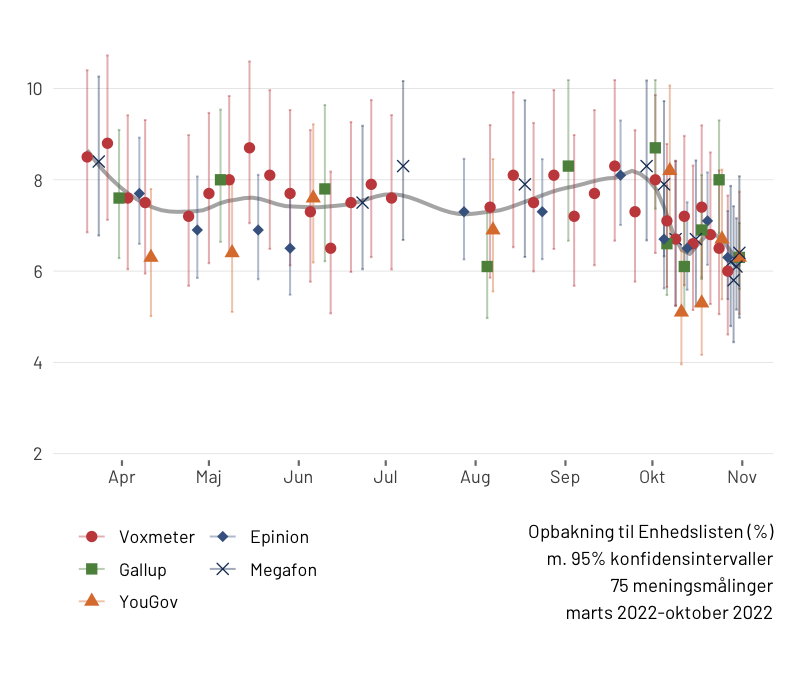 10
8
6
4
2
Apr Maj Jun Jul Aug Sep Okt Nov
Voxmeter Epinion
Gallup Megafon
YouGov
Opbakning til Enhedslisten (%)
m. 95% konfidensintervaller
75 meningsmålinger
marts 2022-oktober 2022